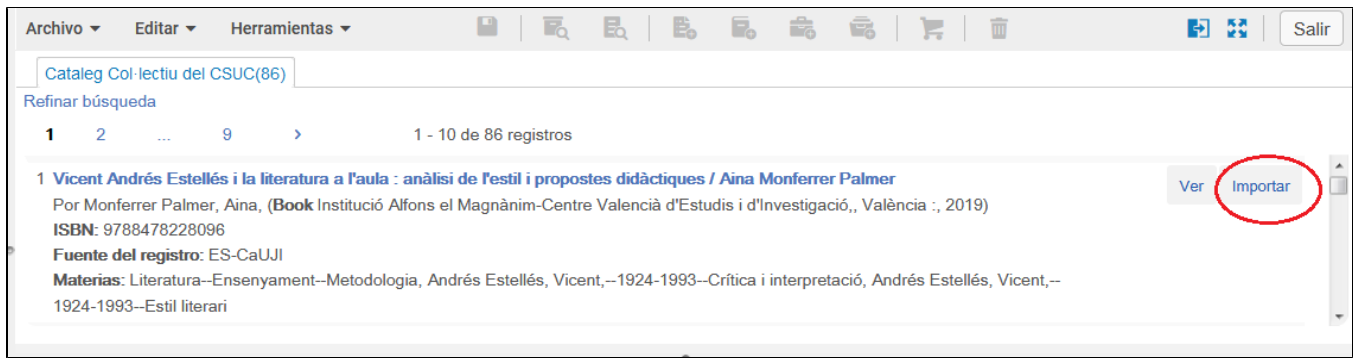 Archivo Editar Herramientas Salir
Cataleg Col·lectiu del CSUC(86)
Refinar búsqueda
1 2 ... 9 > 1 - 10 de 86 registros
1 Vicent Andrés Estellés i la literatura a l'aula : anàlisi de l'estil i propostes didàctiques / Aina Monferrer Palmer Ver Importar
Por Monferrer Palmer, Aina, (Book Institució Alfons el Magnànim-Centre Valencià d'Estudis i d'Investigació,, València :, 2019)
ISBN: 9788478228096
Fuente del registro: ES-CaUJI
Materias: Literatura--Ensenyament--Metodologia, Andrés Estellés, Vicent,--1924-1993--Crítica i interpretació, Andrés Estellés, Vicent,--
1924-1993--Estil literari